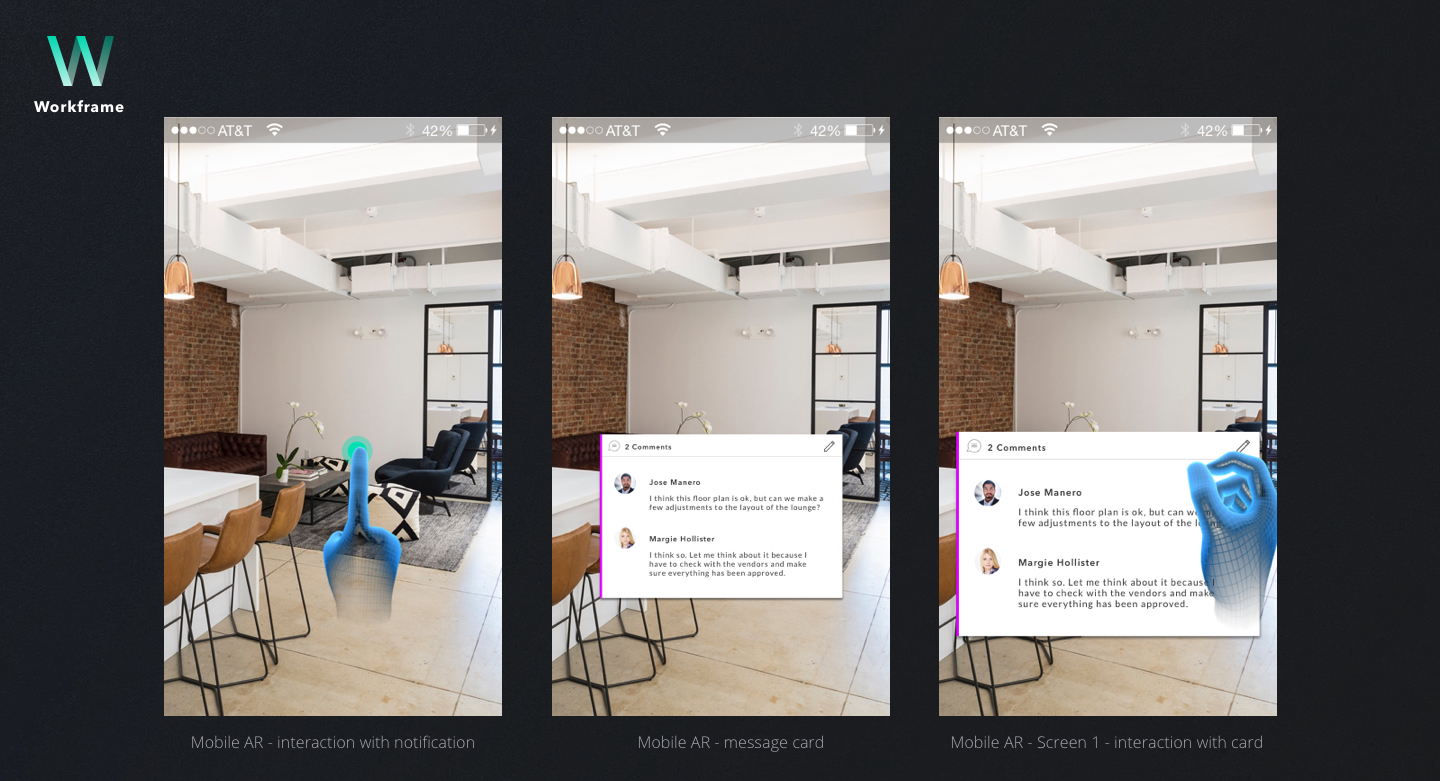 W
Workframe
AT&T 42%
AT&T 42%
AT&T 42%
2 Comments
Jose Manero
I think this floor plan is ok, but can we make a
few adjustments to the layout of the lounge?
Margie Hollister
I think so. Let me think about it because I
have to check with the vendors and make
sure everything has been approved.
2 Comments
Jose Manero
I think this floor plan is ok, but can we m
few adjustments to the layout of the
Margie Hollister
I think so. Let me think about it because I
have to check with the vendors and make
sure everything has been approved.
Mobile AR - interaction with notification
Mobile AR - message card
Mobile AR - Screen 1 - interaction with card